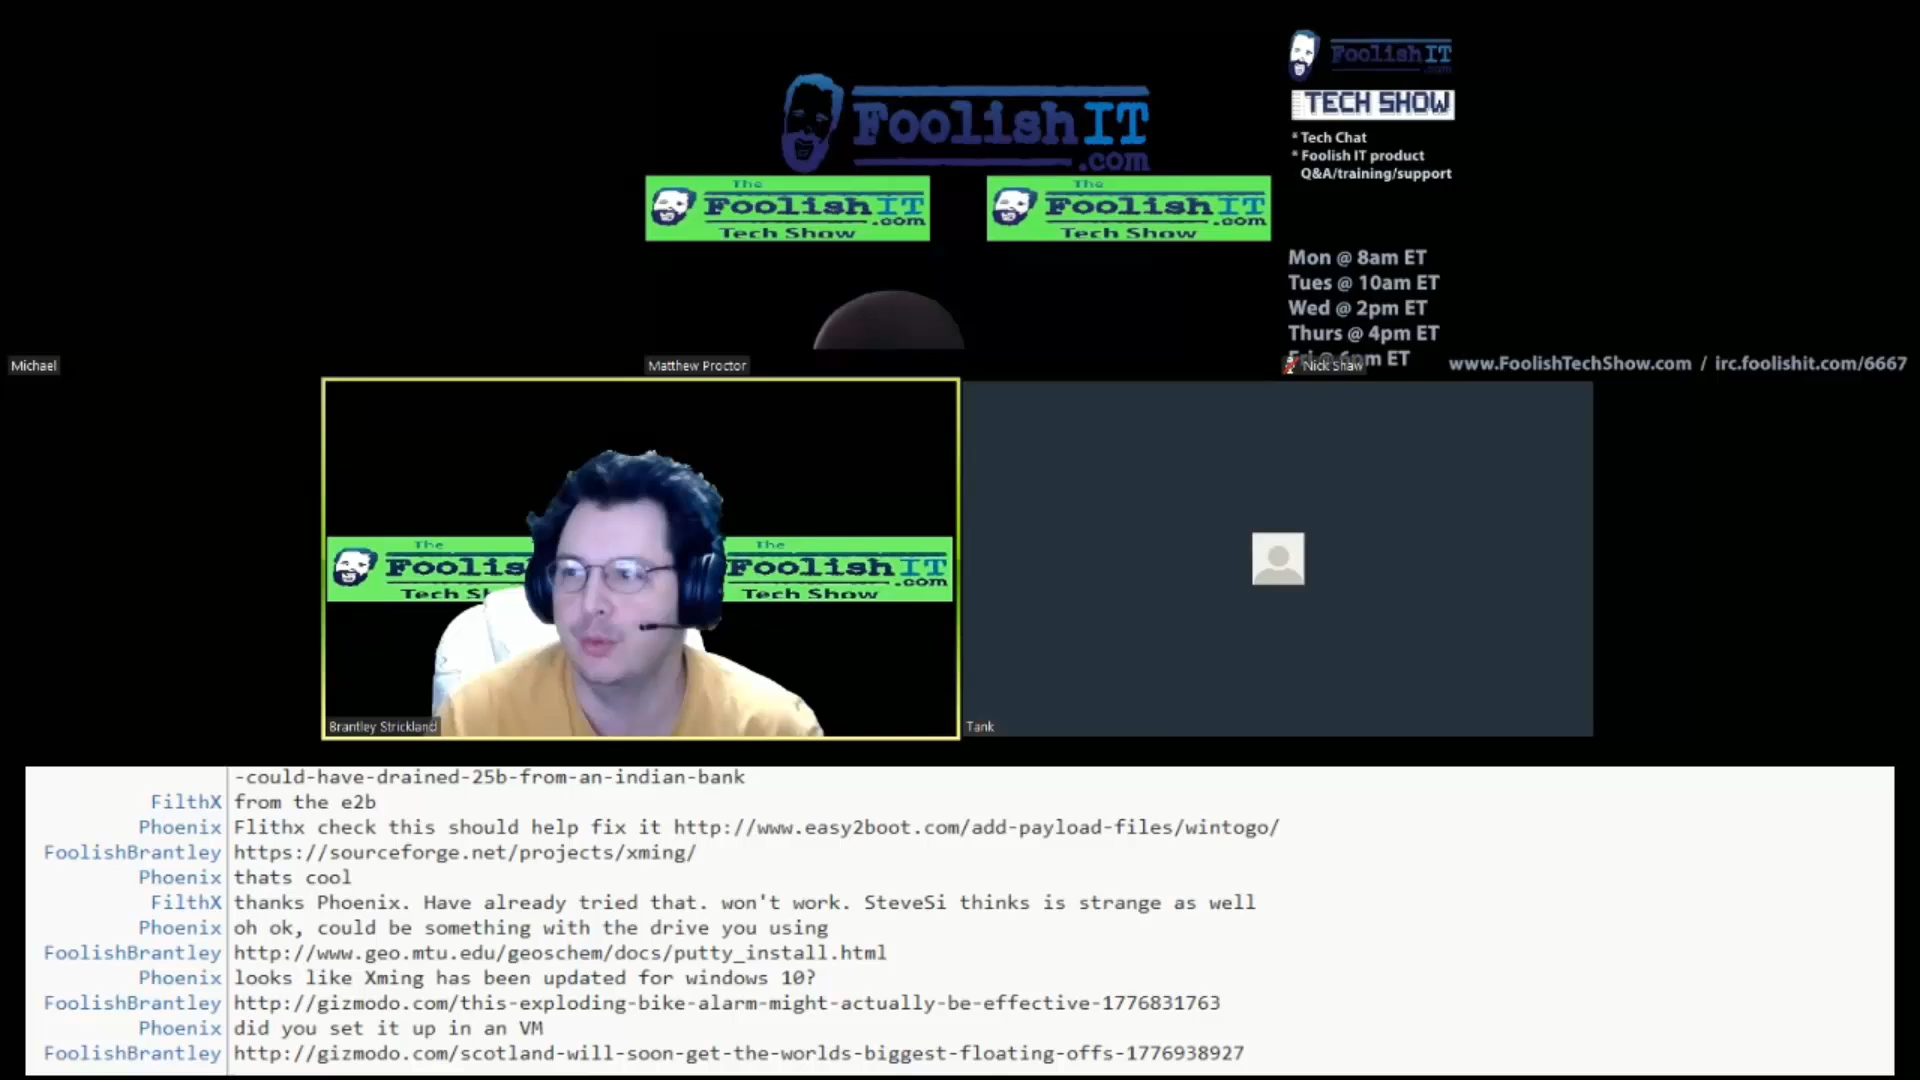 FoolishIT
.com
TECH SHOW
* Tech Chat
* Foolish IT product
Q&A/training/support
FoolishIT
.com
The
FoolishIT
.com
Tech Show
The
FoolishIT
.com
Tech Show
Mon @ 8am ET
Tues @ 10am ET
Wed @ 2pm ET
Thurs @ 4pm ET
Fri @ 6pm ET
www.FoolishTechShow.com / irc.foolishit.com/6667
Michael
Matthew Proctor
Nick Shaw
The
Foolis
Tech S
The
FoolishIT
.com
Tech Show
Brantley Strickland
Tank
-could-have-drained-25b-from-an-indian-bank
FilthX from the e2b
Phoenix Flithx check this should help fix it http://www.easy2boot.com/add-payload-files/wintogo/
FoolishBrantley https://sourceforge.net/projects/xming/
Phoenix thats cool
FilthX thanks Phoenix. Have already tried that. won't work. SteveSi thinks is strange as well
Phoenix oh ok, could be something with the drive you using
FoolishBrantley http://www.geo.mtu.edu/geoschem/docs/putty_install.html
Phoenix looks like Xming has been updated for windows 10?
FoolishBrantley http://gizmodo.com/this-exploding-bike-alarm-might-actually-be-effective-1776831763
Phoenix did you set it up in an VM
FoolishBrantley http://gizmodo.com/scotland-will-soon-get-the-worlds-biggest-floating-offs-1776938927